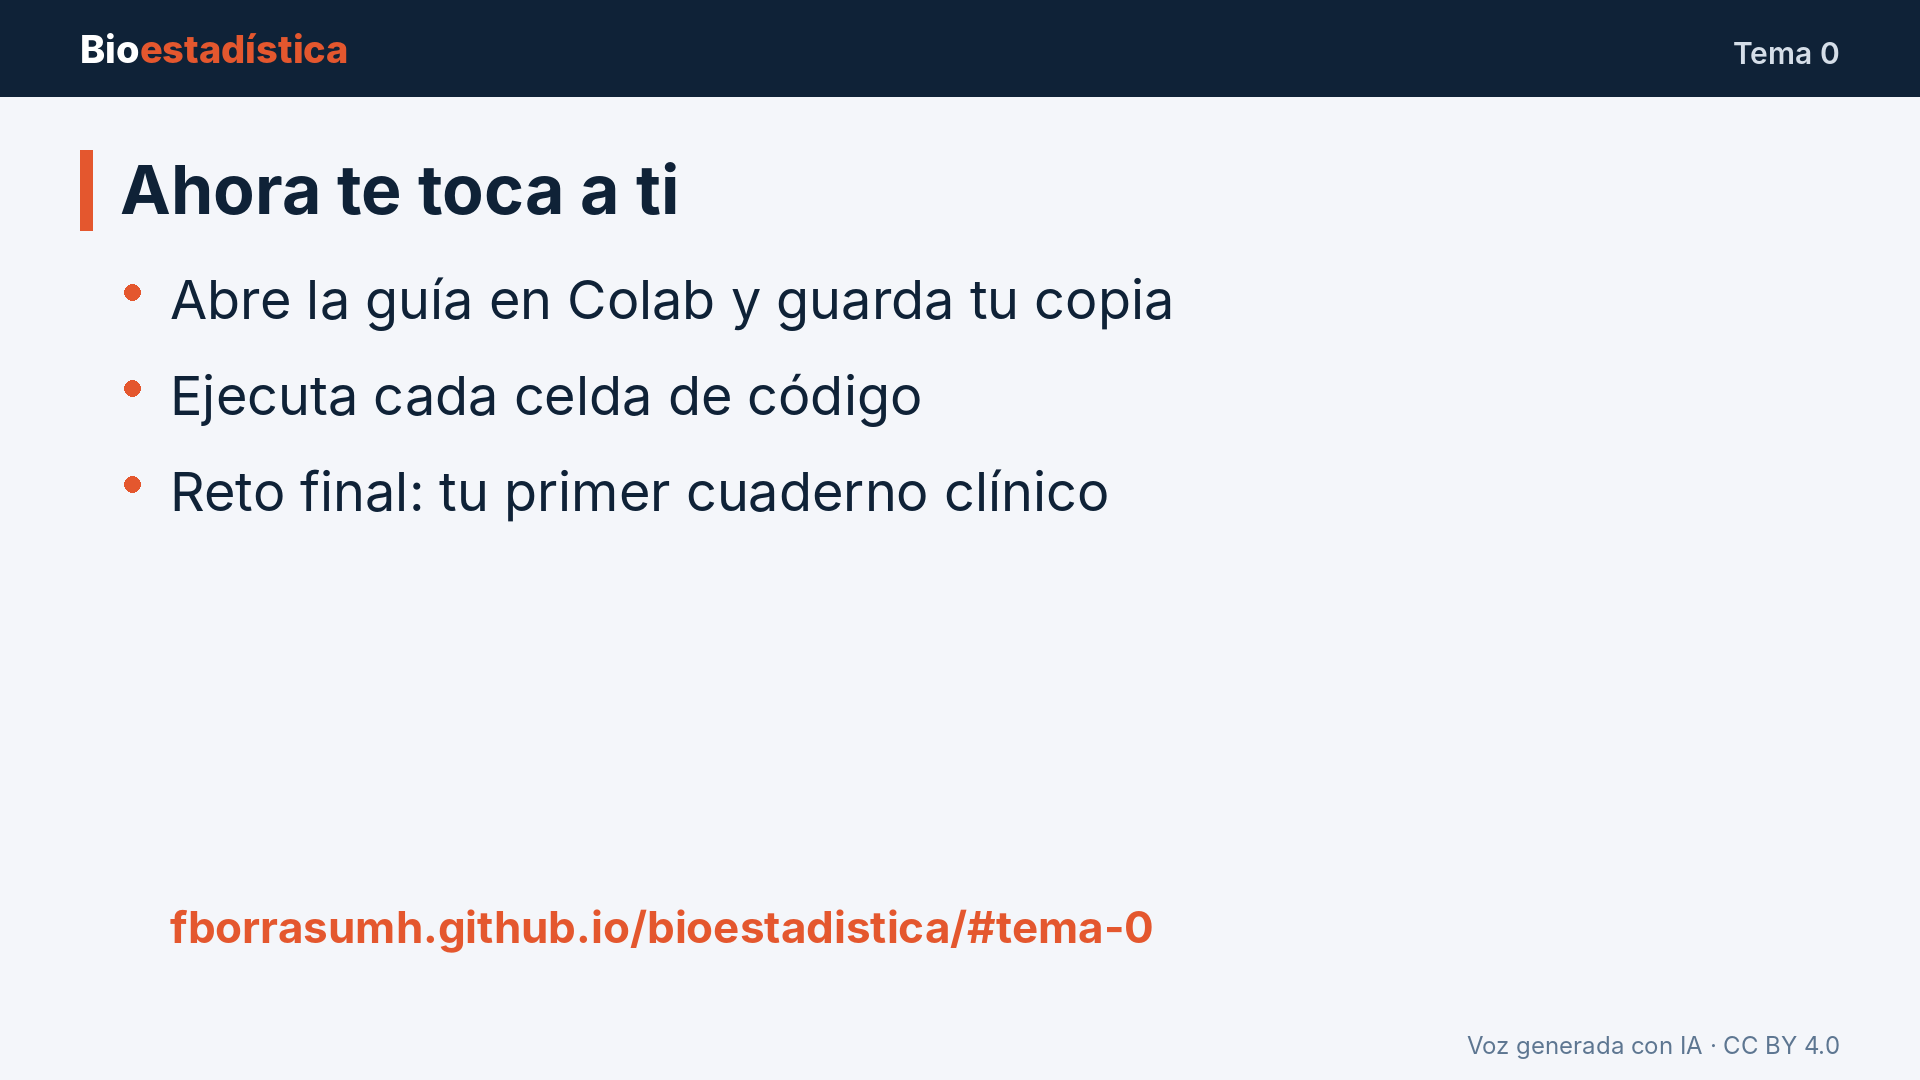 Bioestadística
Tema 0
Ahora te toca a ti
• Abre la guía en Colab y guarda tu copia
• Ejecuta cada celda de código
• Reto final: tu primer cuaderno clínico
fborrasumh.github.io/bioestadistica/#tema-0
Voz generada con IA · CC BY 4.0